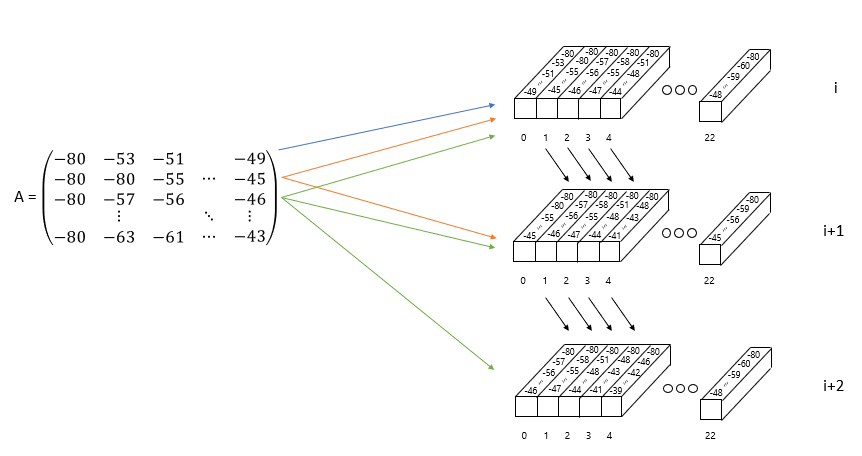 A =
−80 −53 −51 −49
−80 −80 −55 ⋯ −45
−80 −57 −56 −46
⋮ ⋱ ⋮
−80 −63 −61 ⋯ −43
-80 -80 -80 -80 -80 -80
-53 -80 -57 -58 -51 -60
-51 -55 -56 -55 -48 -59
... ... ... ... ... ...
-49 -45 -46 -47 -44 -48
i
0 1 2 3 4 22
-80 -80 -80 -80 -80 -80
-80 -57 -58 -51 -48 -59
-55 -56 -55 -48 -43 -56
... ... ... ... ... ...
-45 -46 -47 -44 -41 -45
i+1
0 1 2 3 4 22
-80 -80 -80 -80 -80 -80
-57 -58 -51 -48 -46 -60
-56 -55 -48 -43 -42 -59
... ... ... ... ... ...
-46 -47 -44 -41 -39 -48
i+2
0 1 2 3 4 22